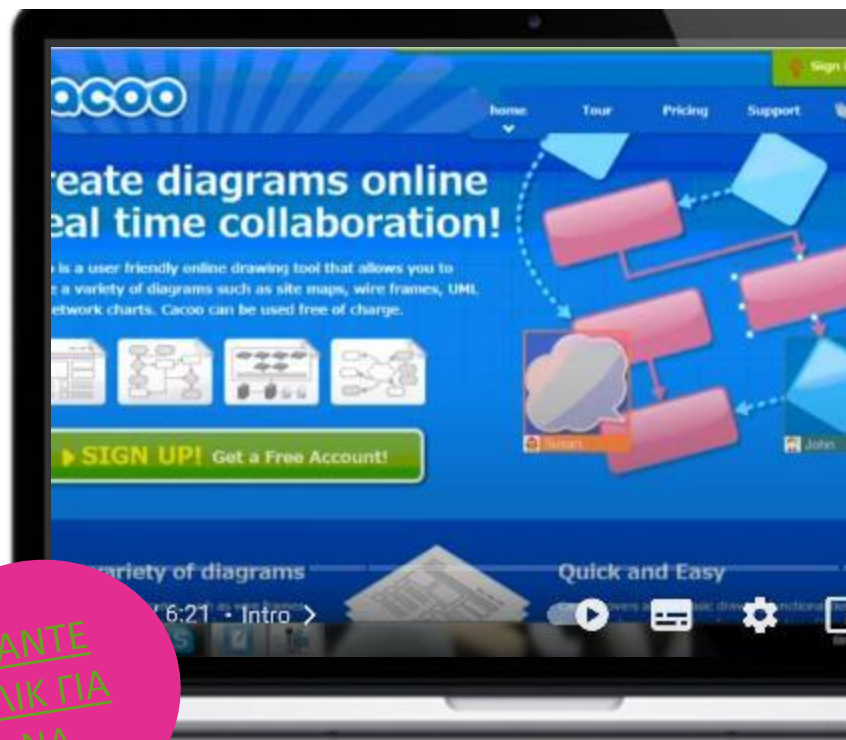 acoo
Sign
home Tour Pricing Support
reate diagrams online
eal time collaboration!
is a user friendly online drawing tool that allows you to
e a variety of diagrams such as site maps, wire frames, UML
etwork charts. Cacoo can be used free of charge.
SIGN UP! Get a Free Account!
Susan
John
variety of diagrams
Quick and Easy
6:21 • Intro >
ΑΝΤΕ
ΛΙΚ ΓΙΑ
ΝΑ